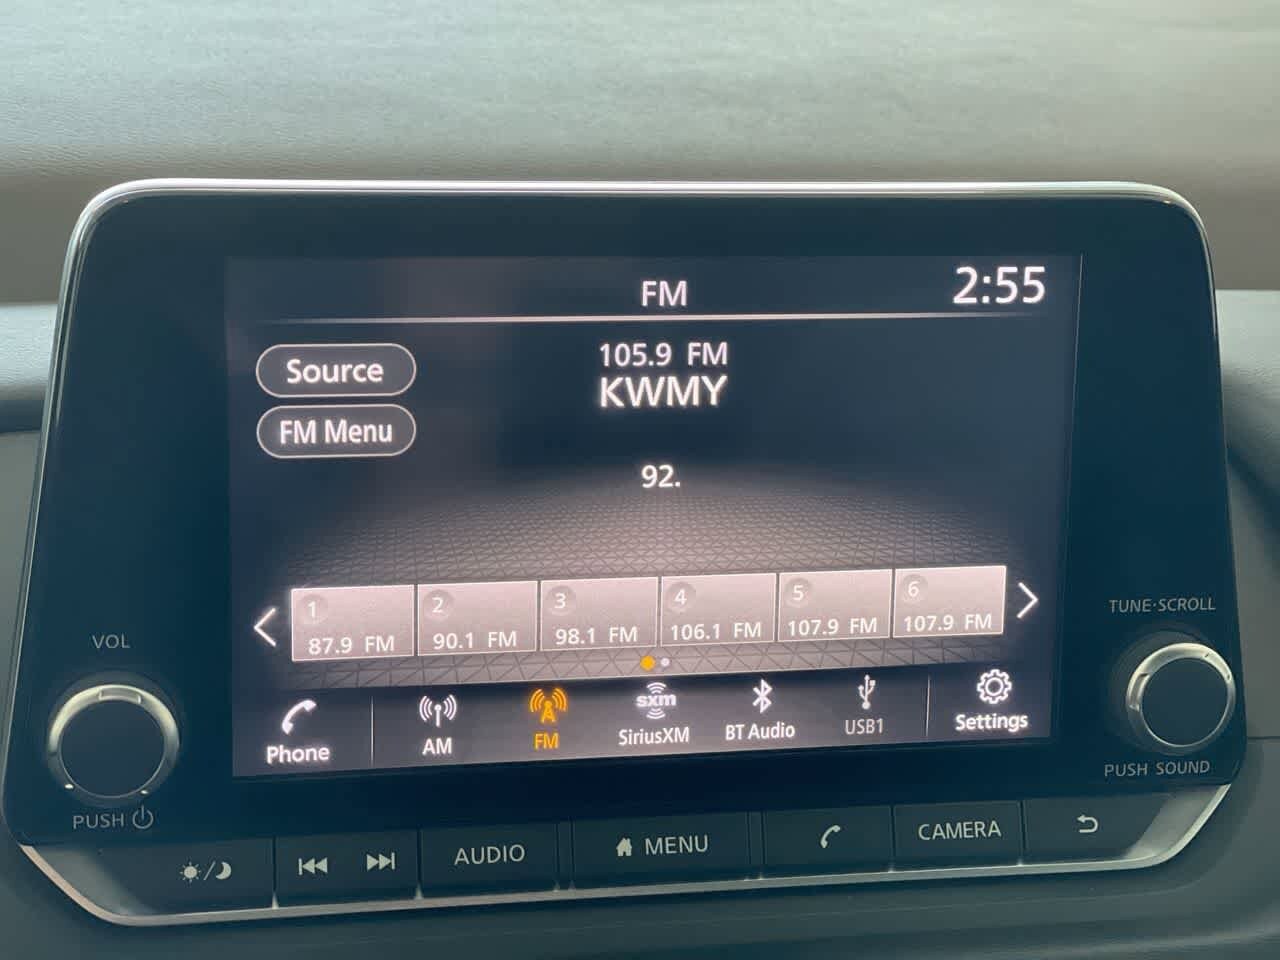 FM
2:55
Source
FM Menu
105.9 FM
KWMY
92.
1
87.9 FM
2
90.1 FM
3
98.1 FM
4
106.1 FM
5
107.9 FM
6
107.9 FM
Phone
AM
FM
sxm
SiriusXM
BT Audio
USB1
Settings
VOL
PUSH
TUNE·SCROLL
PUSH SOUND
AUDIO
MENU
CAMERA